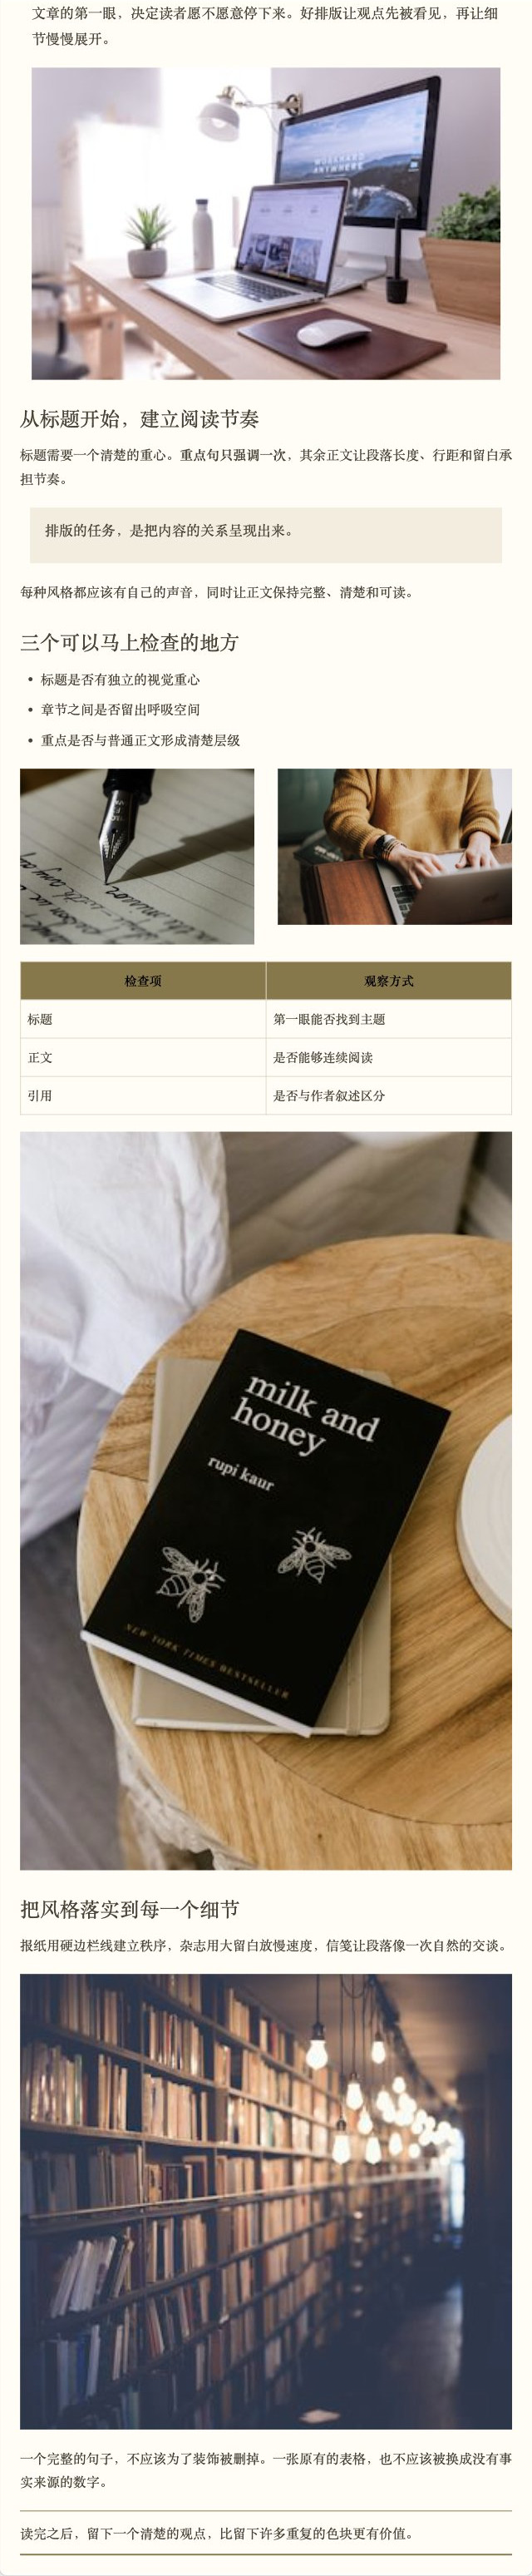 文章的第一眼，决定读者愿不愿意停下来。好排版让观点先被看见，再让细
节慢慢展开。
WORK HARD
ANYWHERE
从标题开始，建立阅读节奏
标题需要一个清楚的重心。重点句只强调一次，其余正文让段落长度、行距和留白承
担节奏。
排版的任务，是把内容的关系呈现出来。
每种风格都应该有自己的声音，同时让正文保持完整、清楚和可读。
三个可以马上检查的地方
• 标题是否有独立的视觉重心
• 章节之间是否留出呼吸空间
• 重点是否与普通正文形成清楚层级
检查项 观察方式
标题 第一眼能否找到主题
正文 是否能够连续阅读
引用 是否与作者叙述区分
milk and
honey
rupi kaur
NEW YORK TIMES BESTSELLER
把风格落实到每一个细节
报纸用硬边栏线建立秩序，杂志用大留白放慢速度，信笺让段落像一次自然的交谈。
一个完整的句子，不应该为了装饰被删掉。一张原有的表格，也不应该被换成没有事
实来源的数字。
读完之后，留下一个清楚的观点，比留下许多重复的色块更有价值。